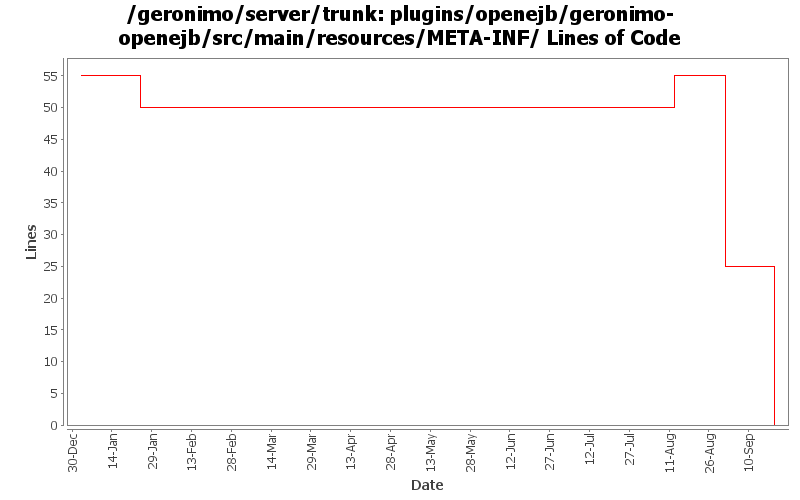 /geronimo/server/trunk: plugins/openejb/geronimo-
openejb/src/main/resources/META-INF/ Lines of Code
55
50
45
40
35
30
25
20
15
10
5
0
Lines
30-Dec
14-Jan
29-Jan
13-Feb
28-Feb
14-Mar
29-Mar
13-Apr
28-Apr
13-May
28-May
12-Jun
27-Jun
12-Jul
27-Jul
11-Aug
26-Aug
10-Sep
Date